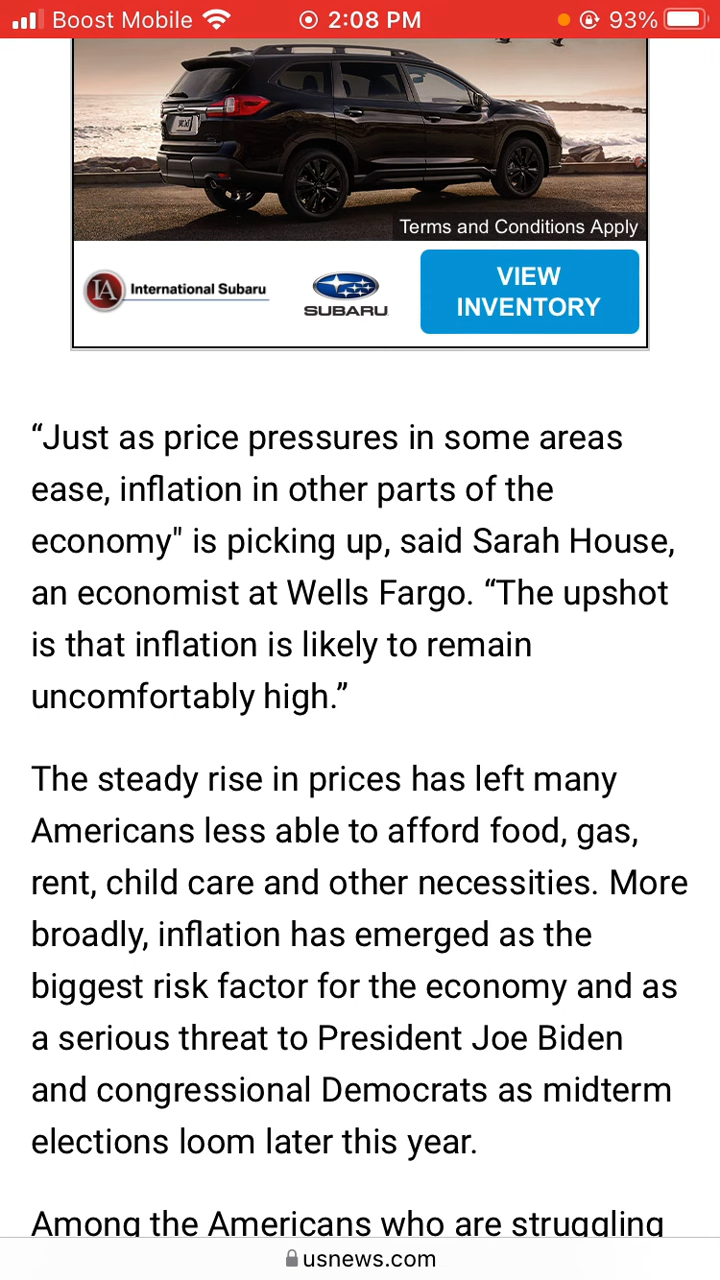 Boost Mobile 2:08 PM 93%
Terms and Conditions Apply
IA International Subaru
SUBARU
VIEW
INVENTORY
“Just as price pressures in some areas
ease, inflation in other parts of the
economy" is picking up, said Sarah House,
an economist at Wells Fargo. “The upshot
is that inflation is likely to remain
uncomfortably high.”
The steady rise in prices has left many
Americans less able to afford food, gas,
rent, child care and other necessities. More
broadly, inflation has emerged as the
biggest risk factor for the economy and as
a serious threat to President Joe Biden
and congressional Democrats as midterm
elections loom later this year.
Among the Americans who are struggling
usnews.com